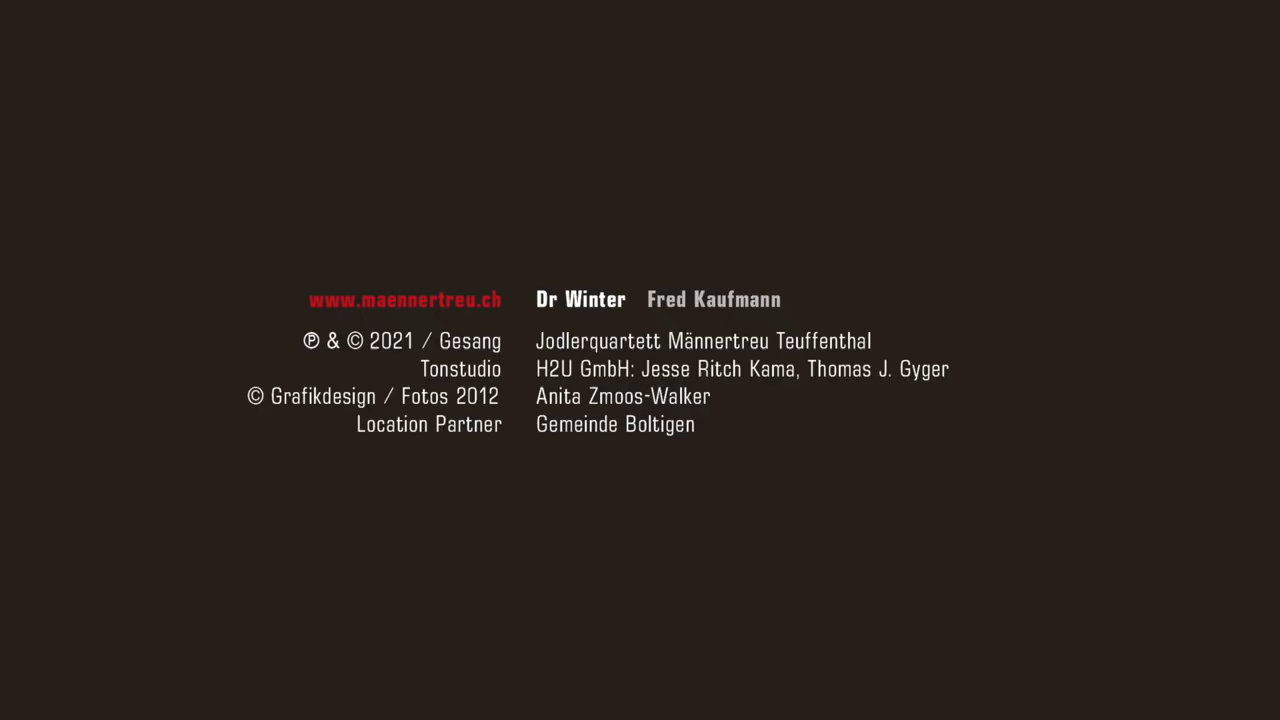 www.maennertreu.ch Dr Winter Fred Kaufmann
℗ & © 2021 / Gesang Jodlerquartett Männertreu Teuffenthal
Tonstudio H2U GmbH: Jesse Ritch Kama, Thomas J. Gyger
© Grafikdesign / Fotos 2012 Anita Zmoos-Walker
Location Partner Gemeinde Boltigen